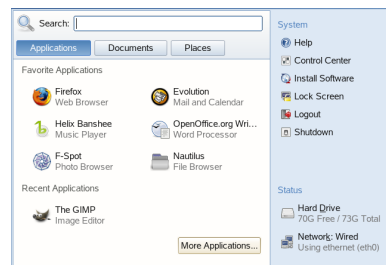 Search:
Applications
Documents
Places
Favorite Applications
Firefox
Web Browser
Evolution
Mail and Calendar
Helix Banshee
Music Player
OpenOffice.org Wri...
Word Processor
F-Spot
Photo Browser
Nautilus
File Browser
Recent Applications
The GIMP
Image Editor
More Applications...
System
Help
Control Center
Install Software
Lock Screen
Logout
Shutdown
Status
Hard Drive
70G Free / 73G Total
Network: Wired
Using ethernet (eth0)